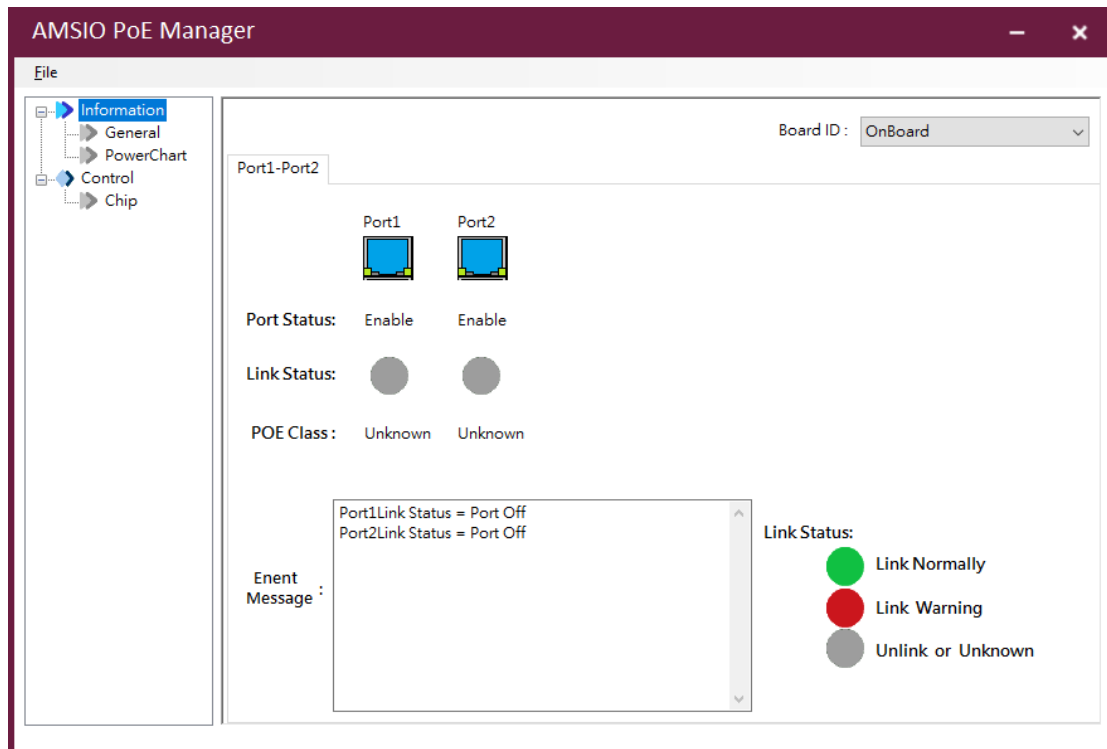 AMSIO PoE Manager
File
Information
General
PowerChart
Control
Chip
Board ID : OnBoard
Port1-Port2
Port1 Port2
Port Status: Enable Enable
Link Status:
POE Class : Unknown Unknown
Port1Link Status = Port Off
Port2Link Status = Port Off
Enent
Message :
Link Status:
Link Normally
Link Warning
Unlink or Unknown